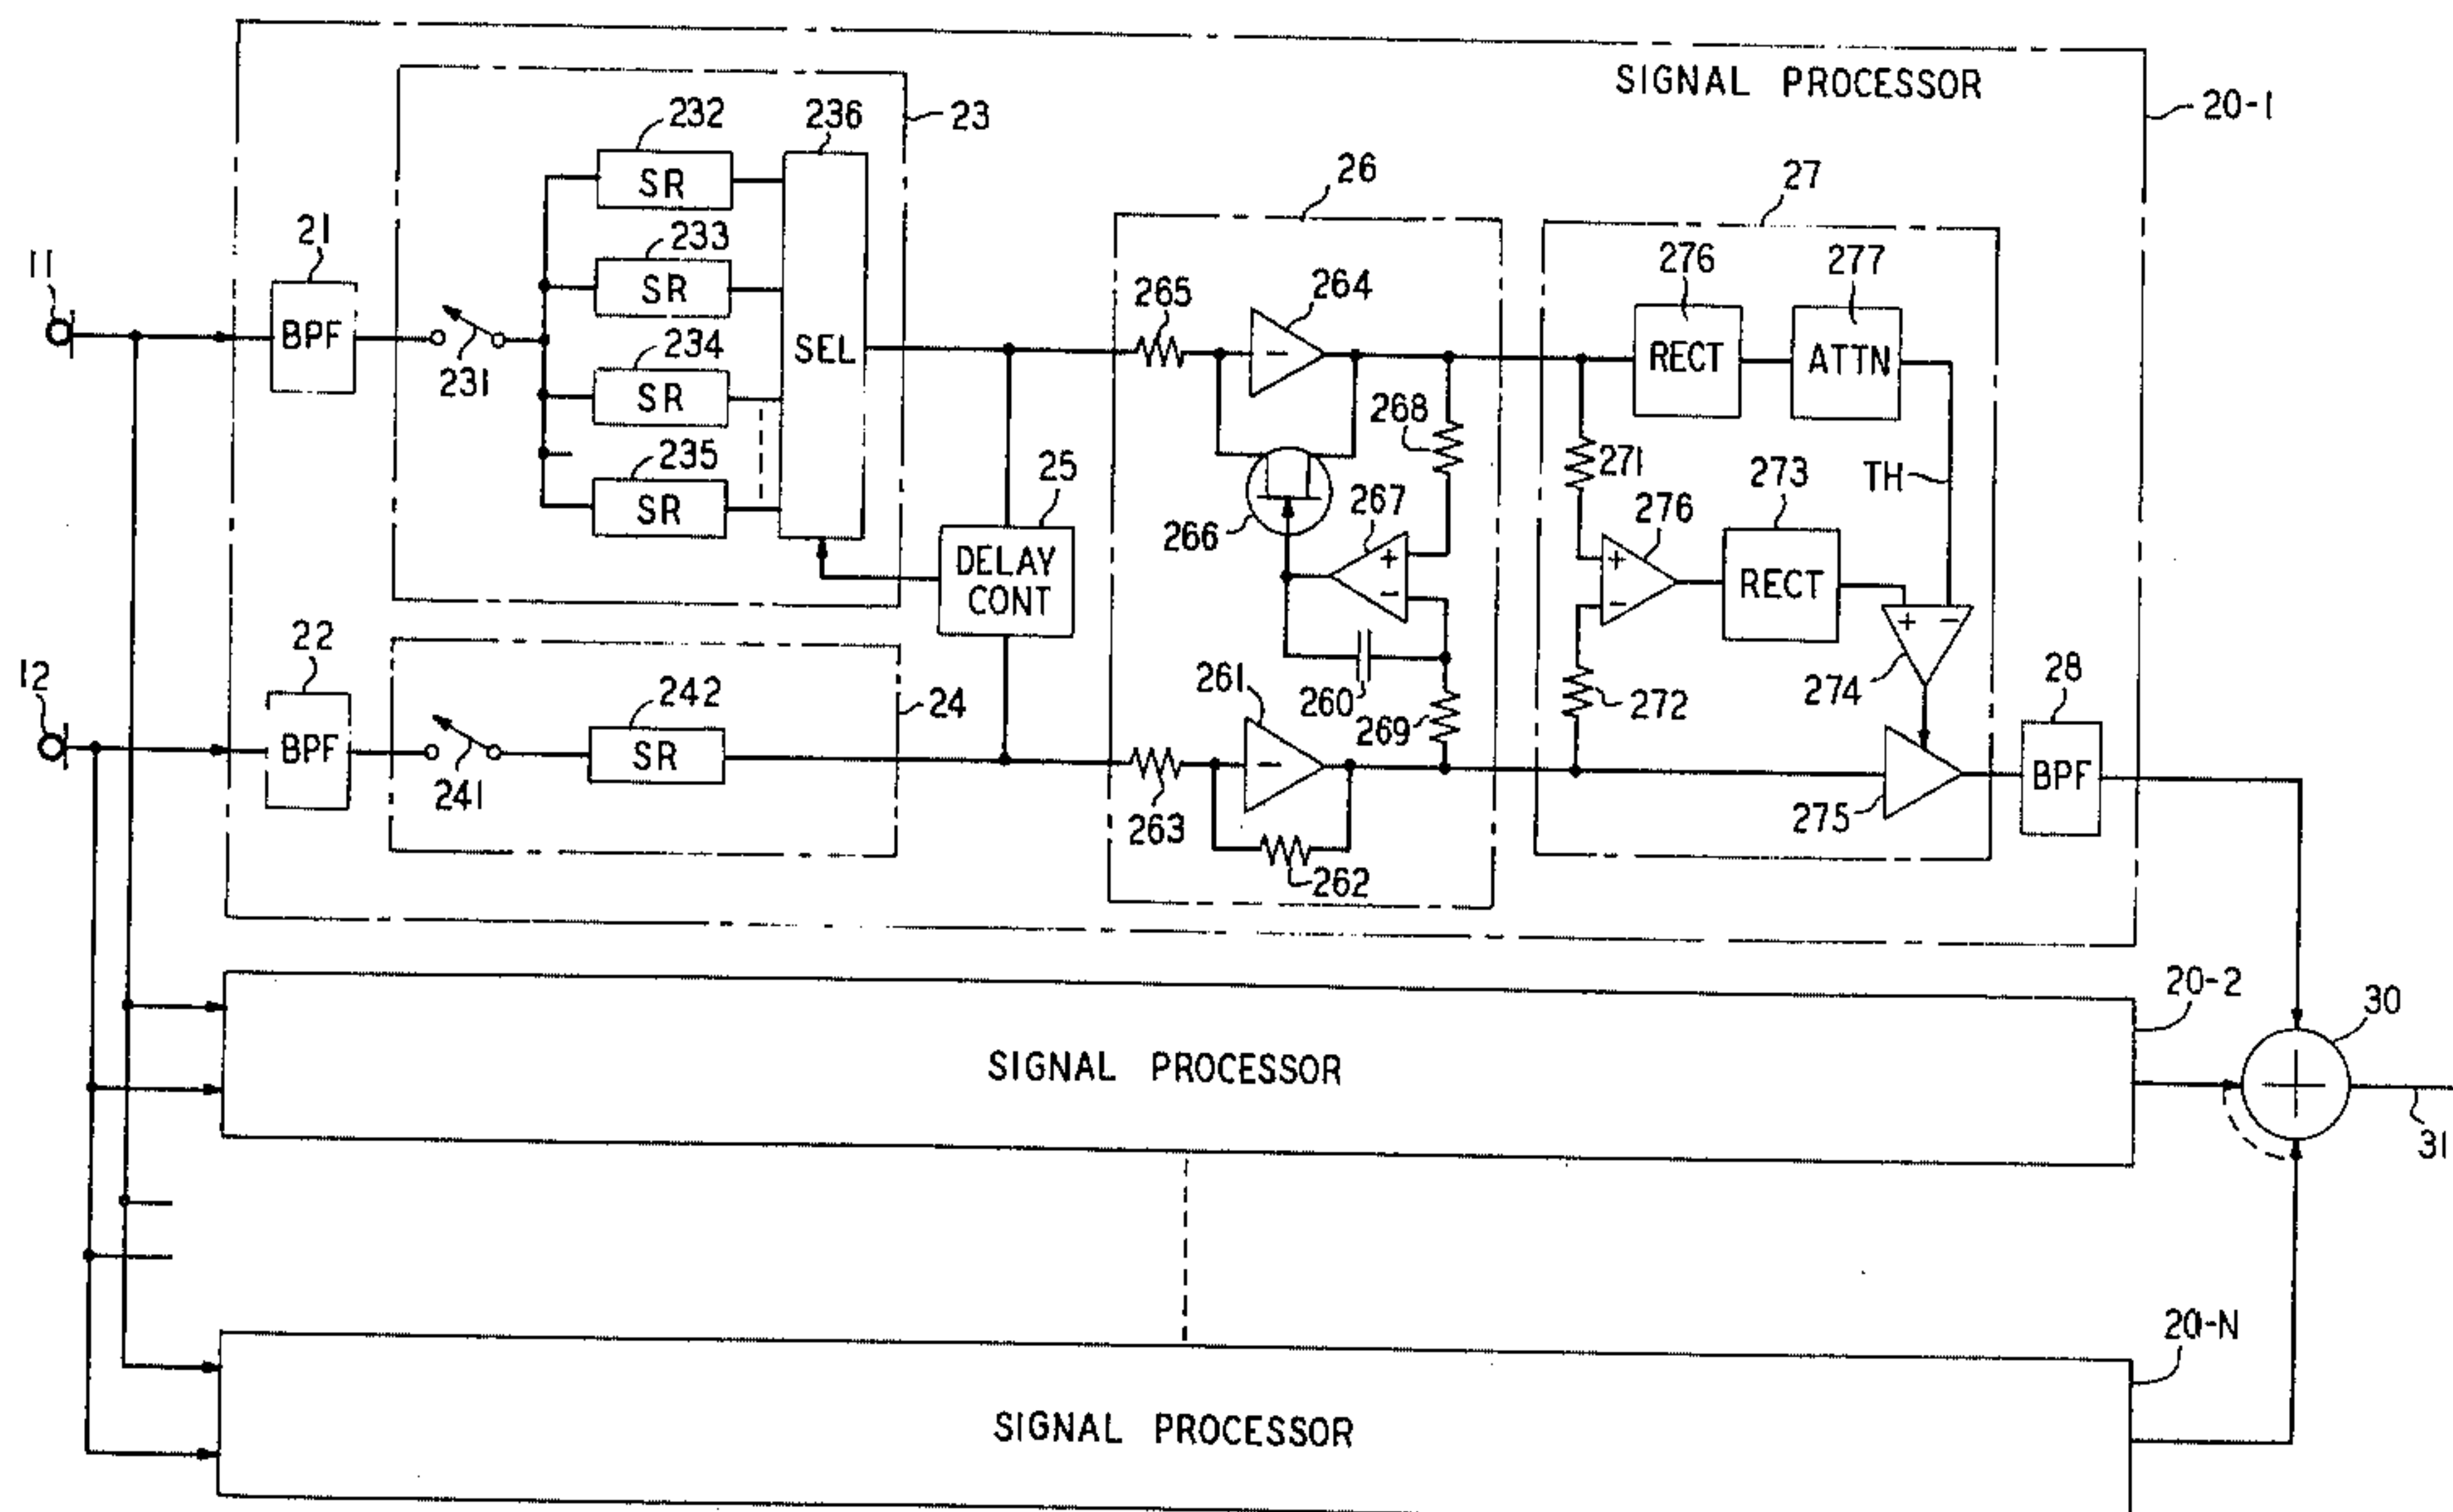 SIGNAL PROCESSOR
20-1
232
236
23
SR
26
27
21
233
276
277
11
SR
265
264
BPF
234
SEL
RECT
ATTN
231
SR
268
235
25
271
TH
SR
267
276
273
266
DELAY
CONT
+
-
+
-
RECT
+ -
22
28
12
242
24
261
260
269
272
274
BPF
SR
-
-
BPF
241
263
275
262
20-2
30
SIGNAL PROCESSOR
+
31
20-N
SIGNAL PROCESSOR